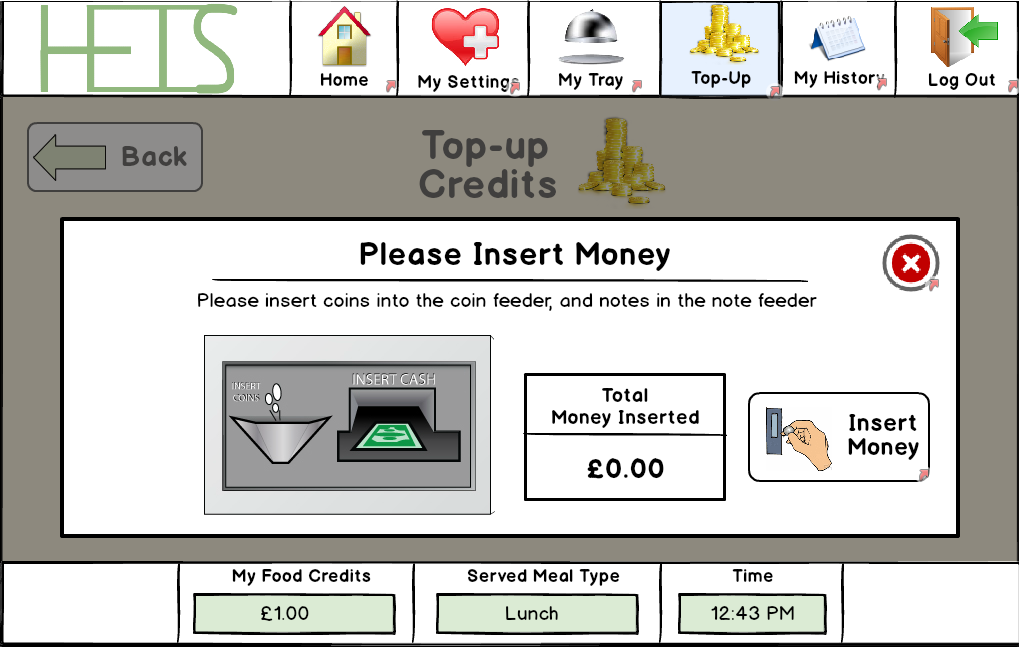 HETS
Home
My Settings
My Tray
Top-Up
My History
Log Out
Back
Top-up
Credits
Please Insert Money
Please insert coins into the coin feeder, and notes in the note feeder
INSERT
COINS
INSERT CASH
Total
Money Inserted
£0.00
Insert
Money
My Food Credits
£1.00
Served Meal Type
Lunch
Time
12:43 PM